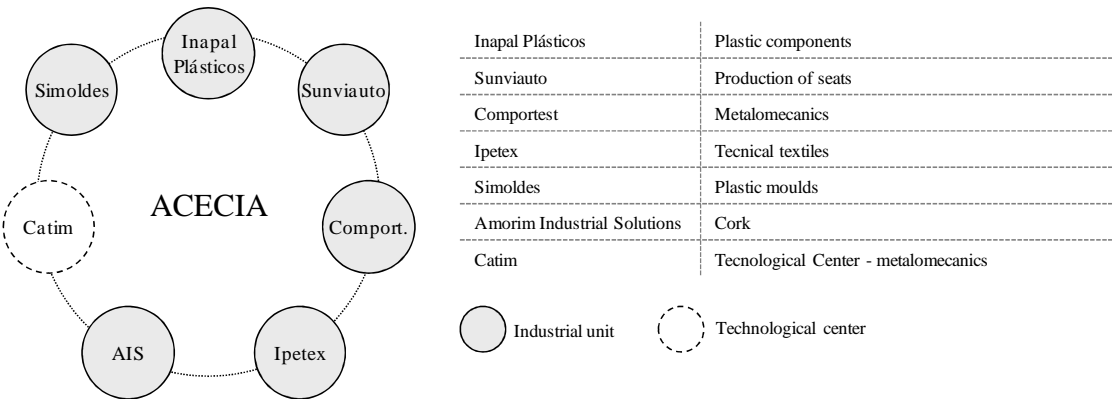 Inapal
Plásticos
Simoldes
Sunviauto
ACECIA
Catim
Comport.
AIS
Ipetex
Inapal Plásticos Plastic components
Sunviauto Production of seats
Comportest Metalomecanics
Ipetex Tecnical textiles
Simoldes Plastic moulds
Amorim Industrial Solutions Cork
Catim Tecnological Center - metalomecanics
Industrial unit
Technological center